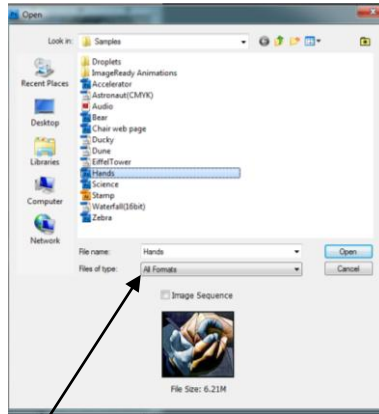 Ps Open
Look in: Samples
Recent Places
Desktop
Libraries
Computer
Network
Droplets
ImageReady Animations
Accelerator
Astronaut(CMYK)
Audio
Bear
Chair web page
Ducky
Dune
EiffelTower
Hands
Science
Stamp
Waterfall(16bit)
Zebra
File name: Hands Open
Files of type: All Formats Cancel
Image Sequence
File Size: 6.21M